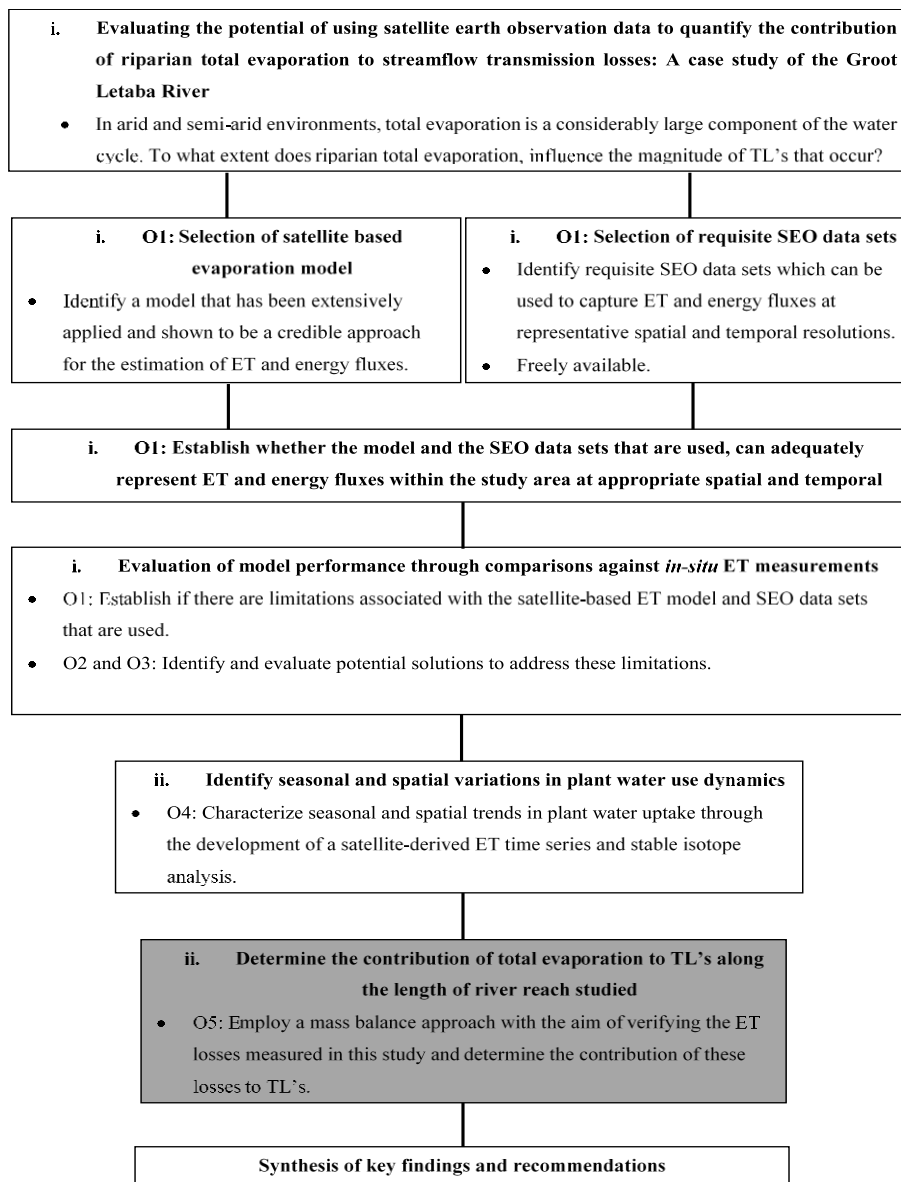 i. Evaluating the potential of using satellite earth observation data to quantify the contribution
of riparian total evaporation to streamflow transmission losses: A case study of the Groot
Letaba River
• In arid and semi-arid environments, total evaporation is a considerably large component of the water
cycle. To what extent does riparian total evaporation, influence the magnitude of TL's that occur?
i. O1: Selection of satellite based
evaporation model
• Identify a model that has been extensively
applied and shown to be a credible approach
for the estimation of ET and energy fluxes.
i. O1: Selection of requisite SEO data sets
• Identify requisite SEO data sets which can be
used to capture ET and energy fluxes at
representative spatial and temporal resolutions.
• Freely available.
i. O1: Establish whether the model and the SEO data sets that are used, can adequately
represent ET and energy fluxes within the study area at appropriate spatial and temporal
i. Evaluation of model performance through comparisons against in-situ ET measurements
• O1: Establish if there are limitations associated with the satellite-based ET model and SEO data sets
that are used.
• O2 and O3: Identify and evaluate potential solutions to address these limitations.
ii. Identify seasonal and spatial variations in plant water use dynamics
• O4: Characterize seasonal and spatial trends in plant water uptake through
the development of a satellite-derived ET time series and stable isotope
analysis.
ii. Determine the contribution of total evaporation to TL's along
the length of river reach studied
• O5: Employ a mass balance approach with the aim of verifying the ET
losses measured in this study and determine the contribution of these
losses to TL's.
Synthesis of key findings and recommendations